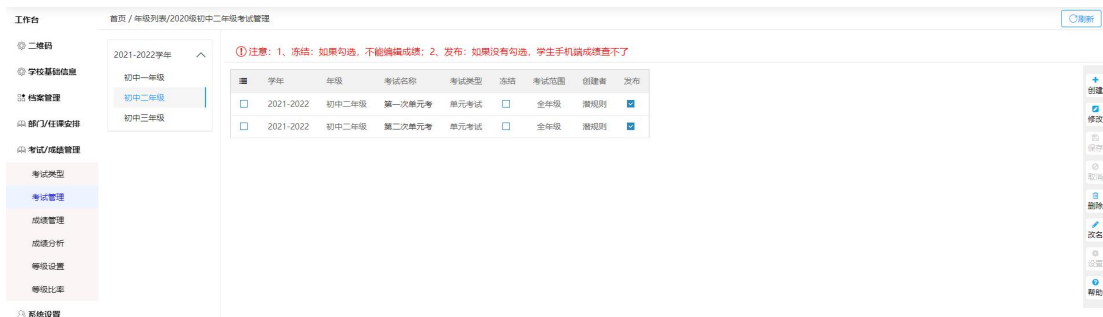 工作台
首页 / 年级列表/2020级初中二年级考试管理
刷新
二维码
学校基础信息
档案管理
部门/任课安排
考试/成绩管理
考试类型
考试管理
成绩管理
成绩分析
等级设置
等级比率
系统设置
2021-2022学年
初中一年级
初中二年级
初中三年级
注意：1、冻结：如果勾选，不能编辑成绩；2、发布：如果没有勾选，学生手机端成绩查不了
学年 年级 考试名称 考试类型 冻结 考试范围 创建者 发布
2021-2022 初中二年级 第一次单元考 单元考试 全年级 潜规则
2021-2022 初中二年级 第二次单元考 单元考试 全年级 潜规则
创建
修改
保存
取消
删除
改名
设置
帮助